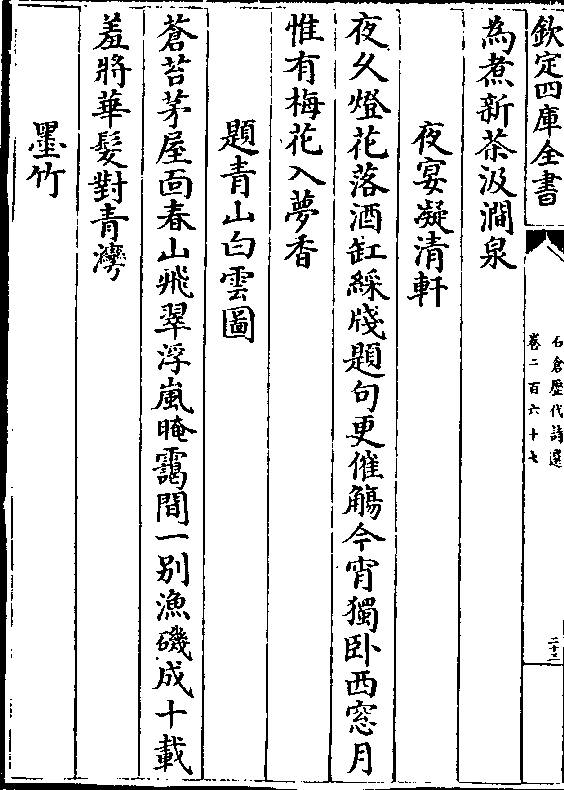 欽定四庫全書
石倉歷代詩選
卷二百六十七
二十二
為煮新茶汲澗泉
夜宴凝清軒
夜久燈花落酒缸綵牋題句更催觴今宵獨卧西窓月
惟有梅花入夢香
題青山白雲圖
蒼苔茅屋面春山飛翠浮嵐晻靄間一別漁磯成十載
羞將華髮對青灣
墨竹